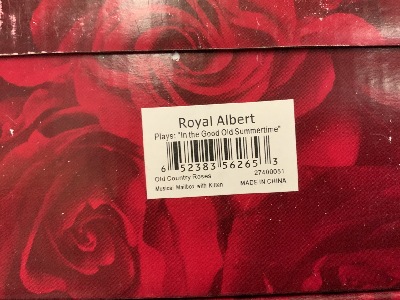 Royal Albert
Plays: "In the Good Old Summertime"
6 52383 56265 3
Old Country Roses 27400051
Musical Mailbox with Kitten MADE IN CHINA